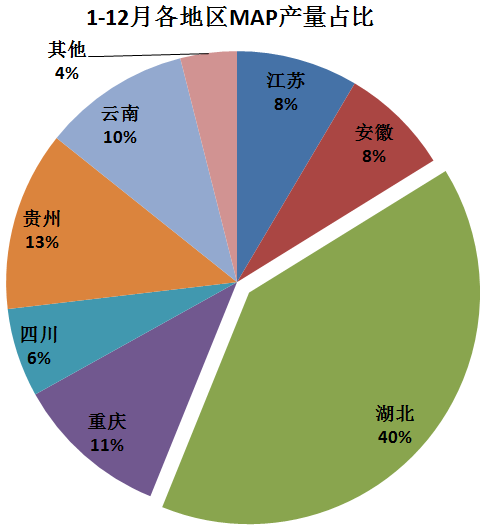 1-12月各地区MAP产量占比
其他
4%
江苏
8%
安徽
8%
云南
10%
贵州
13%
四川
6%
重庆
11%
湖北
40%